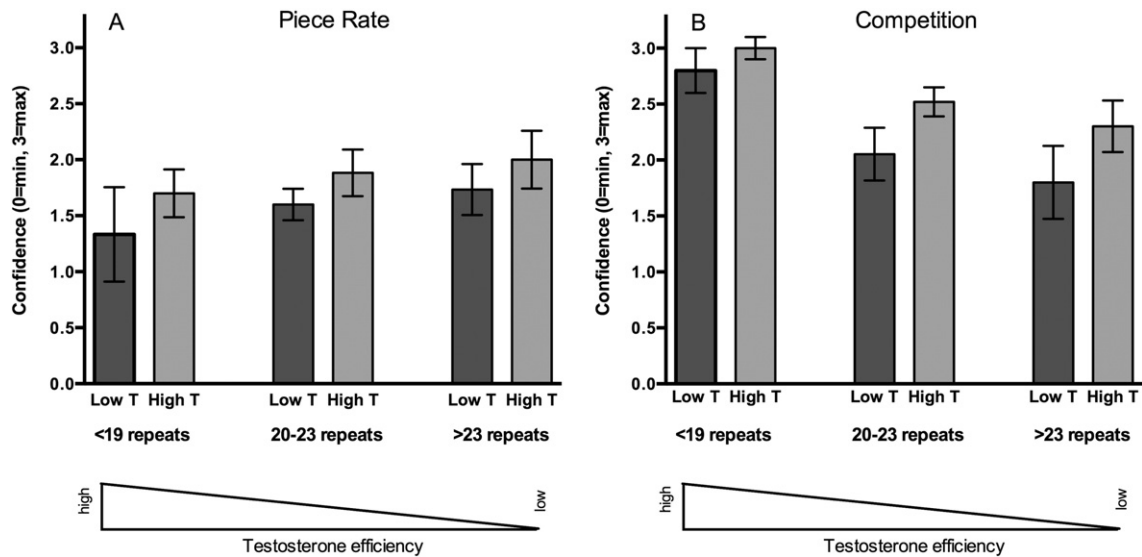 A
Piece Rate
Confidence (0=min, 3=max)
3.0
2.5
2.0
1.5
1.0
0.5
0.0
Low T High T Low T High T Low T High T
<19 repeats 20-23 repeats >23 repeats
high
low
Testosterone efficiency
B
Competition
Confidence (0=min, 3=max)
3.0
2.5
2.0
1.5
1.0
0.5
0.0
Low T High T Low T High T Low T High T
<19 repeats 20-23 repeats >23 repeats
high
low
Testosterone efficiency